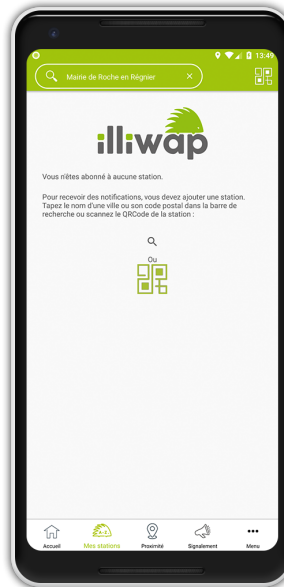 13:49
Mairie de Roche en Régnier
illiwap
Vous n'êtes abonné à aucune station.
Pour recevoir des notifications, vous devez ajouter une station.
Tapez le nom d'une ville ou son code postal dans la barre de
recherche ou scannez le QRCode de la station :
Ou
Accueil Mes stations Proximité Signalement Menu